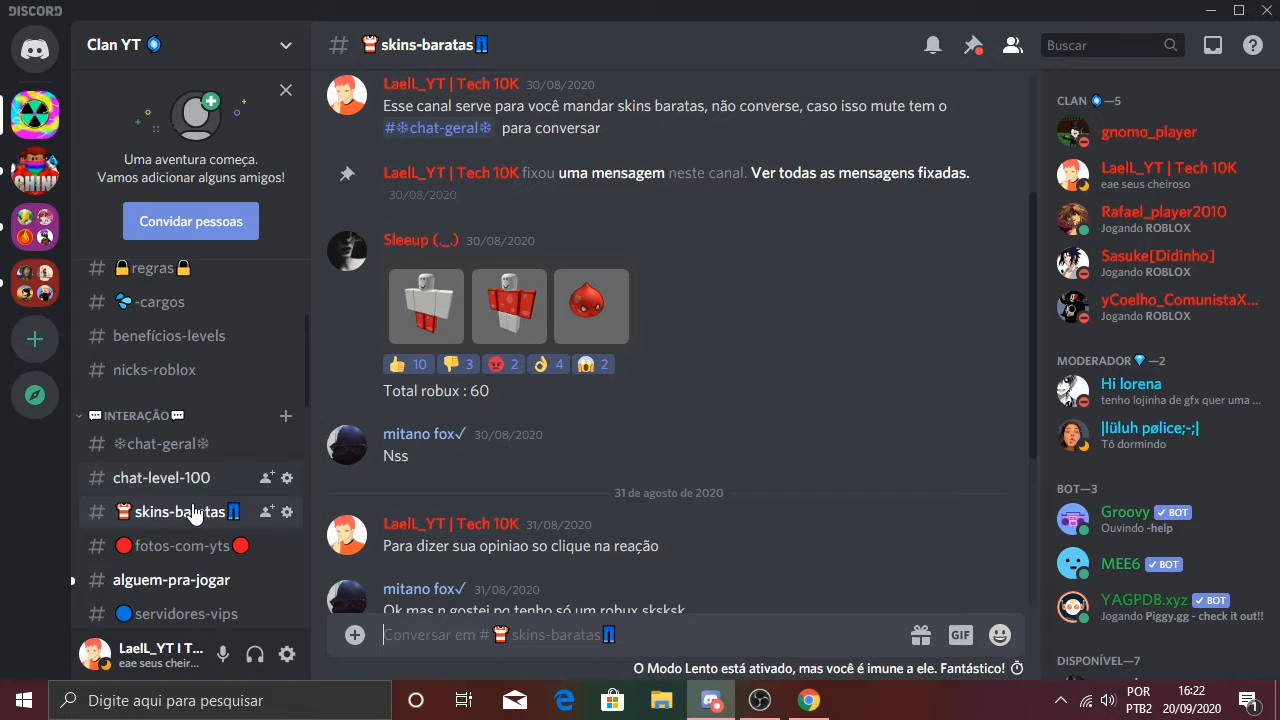 DISCORD
Clan YT
skins-baratas
Buscar
Uma aventura começa.
Vamos adicionar alguns amigos!
Convidar pessoas
# regras
# -cargos
# benefícios-levels
# nicks-roblox
INTERAÇÃO
# ❄chat-geral❄
# chat-level-100
# skins-baratas
# fotos-com-yts
# alguem-pra-jogar
# servidores-vips
LaelL_YT I T...
eae seus cheir...
LaelL_YT | Tech 10K 30/08/2020
Esse canal serve para você mandar skins baratas, não converse, caso isso mute tem o
#❄chat-geral❄ para conversar
LaelL_YT | Tech 10K fixou uma mensagem neste canal. Ver todas as mensagens fixadas.
30/08/2020
Sleeup (._.) 30/08/2020
10 3 2 4 2
Total robux : 60
mitano fox✓ 30/08/2020
Nss
31 de agosto de 2020
LaelL_YT | Tech 10K 31/08/2020
Para dizer sua opiniao so clique na reação
mitano fox✓ 31/08/2020
Ok mas n gostei pq tenho só um robux sksksk
Conversar em # skins-baratas
GIF
O Modo Lento está ativado, mas você é imune a ele. Fantástico!
CLAN —5
gnomo_player
LaelL_YT | Tech 10K
eae seus cheiroso
Rafael_player2010
Jogando ROBLOX
Sasuke[Didinho]
Jogando ROBLOX
yCoelho_ComunistaX...
Jogando ROBLOX
MODERADOR —2
Hi lorena
tenho lojinha de gfx quer uma ...
|lüluh pølice;-;|
Tô dormindo
BOT—3
Groovy ✓ BOT
Ouvindo -help
MEE6 ✓ BOT
YAGPDB.xyz ✓ BOT
Jogando Piggy.gg - check it out!!
DISPONÍVEL—7
Digite aqui para pesquisar
POR
PTB2
16:22
20/09/2020
1